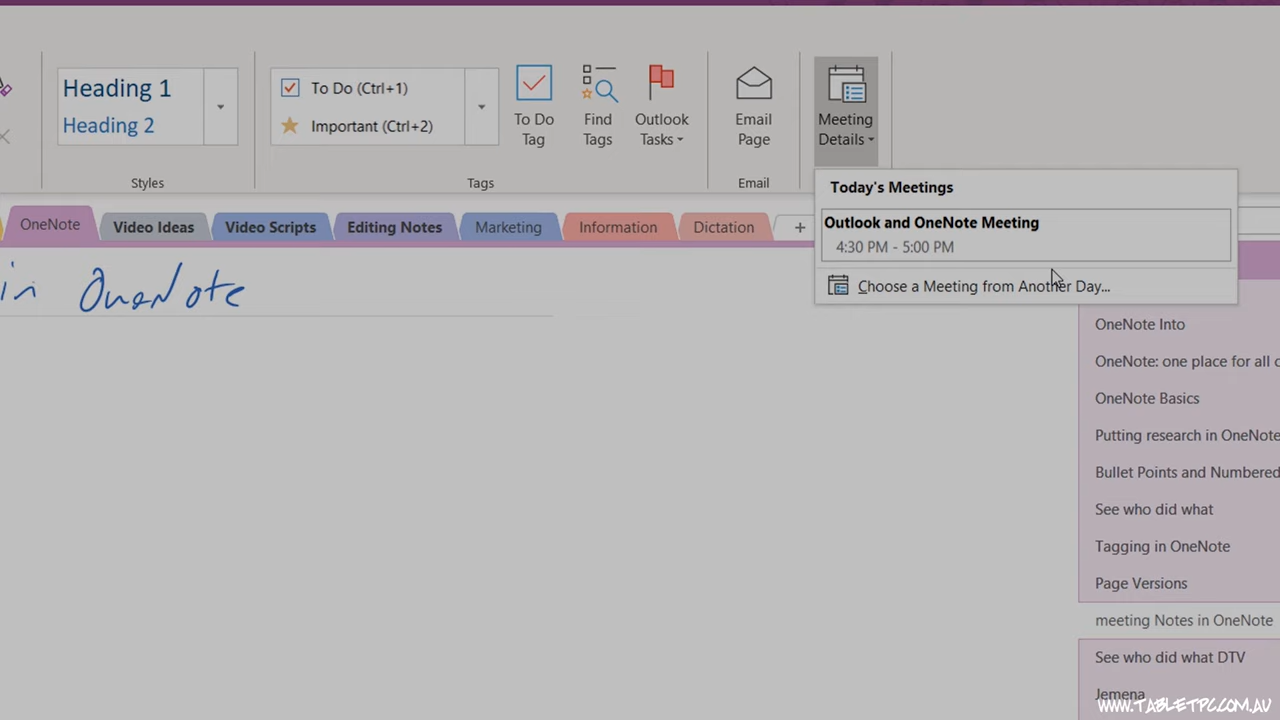 Heading 1
Heading 2
Styles
To Do (Ctrl+1)
Important (Ctrl+2)
To Do
Tag
Find
Tags
Outlook
Tasks
Tags
Email
Page
Email
Meeting
Details
Today's Meetings
Outlook and OneNote Meeting
4:30 PM - 5:00 PM
Choose a Meeting from Another Day...
OneNote
Video Ideas
Video Scripts
Editing Notes
Marketing
Information
Dictation
+
in OneNote
OneNote Into
OneNote: one place for all
OneNote Basics
Putting research in OneNote
Bullet Points and Numbered
See who did what
Tagging in OneNote
Page Versions
meeting Notes in OneNote
See who did what DTV
Jemena
WWW.TABLETPC.COM.AU